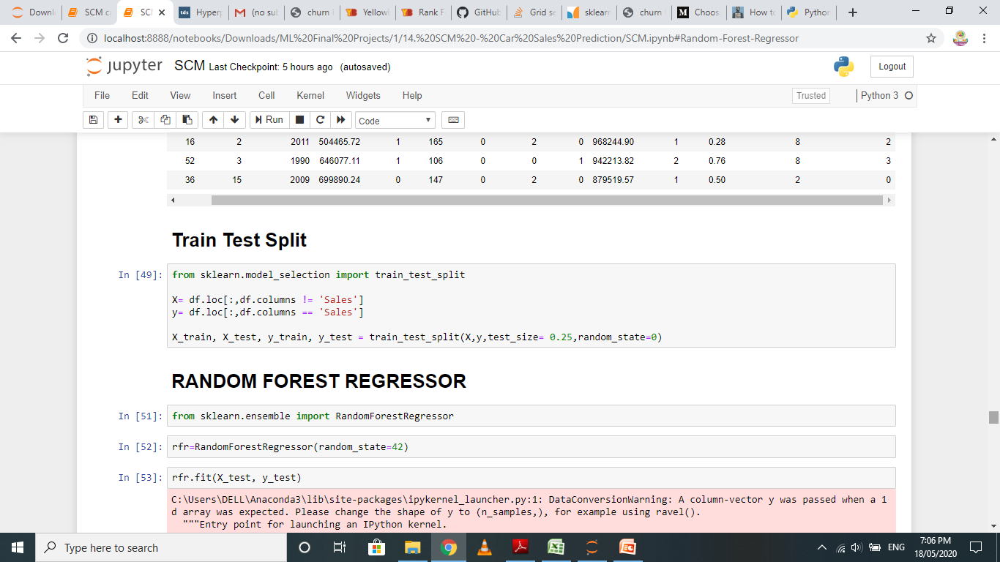 Downl
SCM ca
SC
tds Hyperp
(no sub
churn
Yellowl
Rank F
GitHub
Grid se
sklearn
churn
Choos
How to
Python
localhost:8888/notebooks/Downloads/ML%20Final%20Projects/1/14.%20SCM%20-%20Car%20Sales%20Prediction/SCM.ipynb#Random-Forest-Regressor
jupyter SCM Last Checkpoint: 5 hours ago (autosaved)
Logout
File Edit View Insert Cell Kernel Widgets Help
Trusted
Python 3
Run
Code
16 2 2011 504465.72 1 165 0 2 0 968244.90 1 0.28 8 2
52 3 1990 646077.11 1 106 0 0 1 942213.82 2 0.76 8 3
36 15 2009 699890.24 0 147 0 2 0 879519.57 1 0.50 2 0
Train Test Split
In [49]: from sklearn.model_selection import train_test_split
X= df.loc[:,df.columns != 'Sales']
y= df.loc[:,df.columns == 'Sales']
X_train, X_test, y_train, y_test = train_test_split(X,y,test_size= 0.25,random_state=0)
RANDOM FOREST REGRESSOR
In [51]: from sklearn.ensemble import RandomForestRegressor
In [52]: rfr=RandomForestRegressor(random_state=42)
In [53]: rfr.fit(X_test, y_test)
C:\Users\DELL\Anaconda3\lib\site-packages\ipykernel_launcher.py:1: DataConversionWarning: A column-vector y was passed when a 1
d array was expected. Please change the shape of y to (n_samples,), for example using ravel().
"""Entry point for launching an IPython kernel.
Type here to search
ENG
7:06 PM
18/05/2020